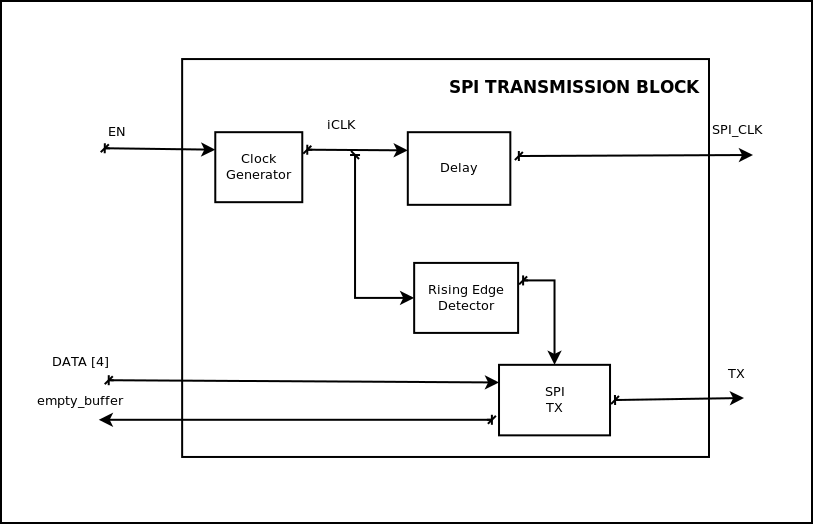 SPI TRANSMISSION BLOCK
EN
iCLK
SPI_CLK
Clock
Generator
Delay
Rising Edge
Detector
DATA [4]
empty_buffer
SPI
TX
TX